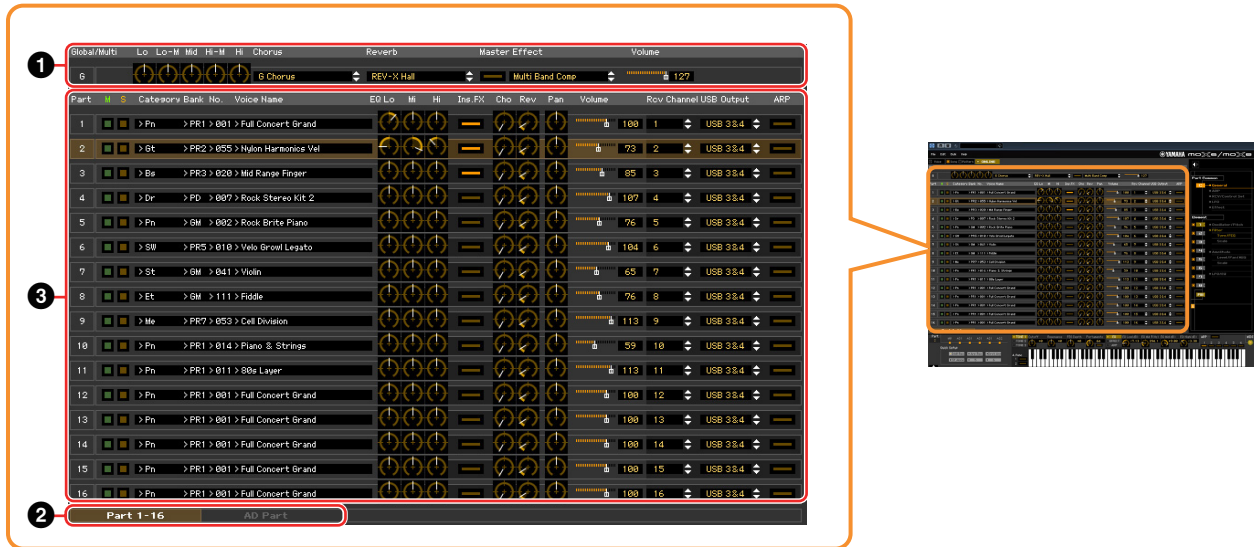 1
Global/Multi Lo Lo-M Mid Hi-M Hi Chorus Reverb Master Effect Volume
G G Chorus REV-X Hall Multi Band Comp 127
3
Part M S Category Bank No. Voice Name EQ Lo Mi Hi Ins.FX Cho Rev Pan Volume Rcv Channel USB Output ARP
1 > Pn > PR1 > 001 > Full Concert Grand 100 1 USB 3&4
2 > Gt > PR2 > 055 > Nylon Harmonics Vel 73 2 USB 3&4
3 > Bs > PR3 > 020 > Mid Range Finger 85 3 USB 3&4
4 > Dr > PD > 007 > Rock Stereo Kit 2 107 4 USB 3&4
5 > Pn > GM > 002 > Rock Brite Piano 76 5 USB 3&4
6 > SW > PR5 > 010 > Velo Growl Legato 104 6 USB 3&4
7 > St > GM > 041 > Violin 65 7 USB 3&4
8 > Et > GM > 111 > Fiddle 76 8 USB 3&4
9 > Me > PR7 > 053 > Cell Division 113 9 USB 3&4
10 > Pn > PR1 > 014 > Piano & Strings 59 10 USB 3&4
11 > Pn > PR1 > 011 > 80s Layer 113 11 USB 3&4
12 > Pn > PR1 > 001 > Full Concert Grand 100 12 USB 3&4
13 > Pn > PR1 > 001 > Full Concert Grand 100 13 USB 3&4
14 > Pn > PR1 > 001 > Full Concert Grand 100 14 USB 3&4
15 > Pn > PR1 > 001 > Full Concert Grand 100 15 USB 3&4
16 > Pn > PR1 > 001 > Full Concert Grand 100 16 USB 3&4
2
Part 1-16 AD Part
YAMAHA